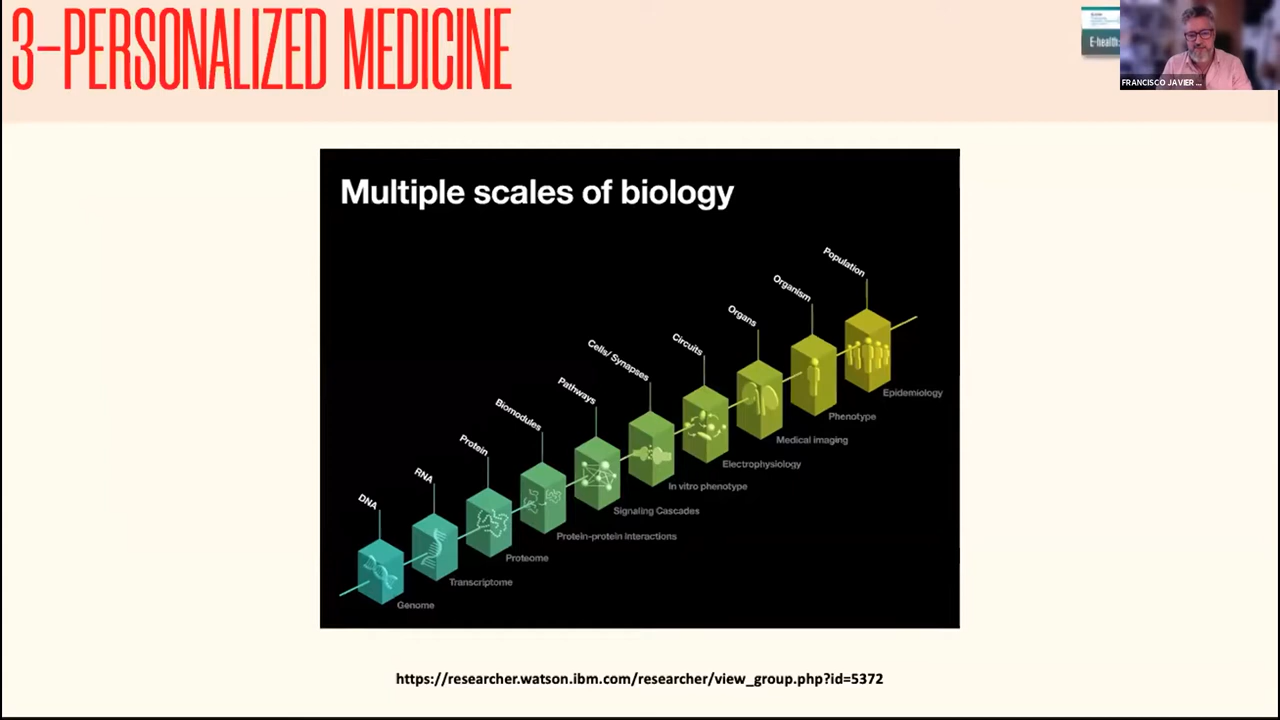 3-PERSONALIZED MEDICINE
E-health
FRANCISCO JAVIER ...
Multiple scales of biology
Population
Organism
Organs
Circuits
Cells/ Synapses
Pathways
Biomodules
Protein
RNA
DNA
Epidemiology
Phenotype
Medical imaging
Electrophysiology
In vitro phenotype
Signaling Cascades
Protein-protein interactions
Proteome
Transcriptome
Genome
https://researcher.watson.ibm.com/researcher/view_group.php?id=5372